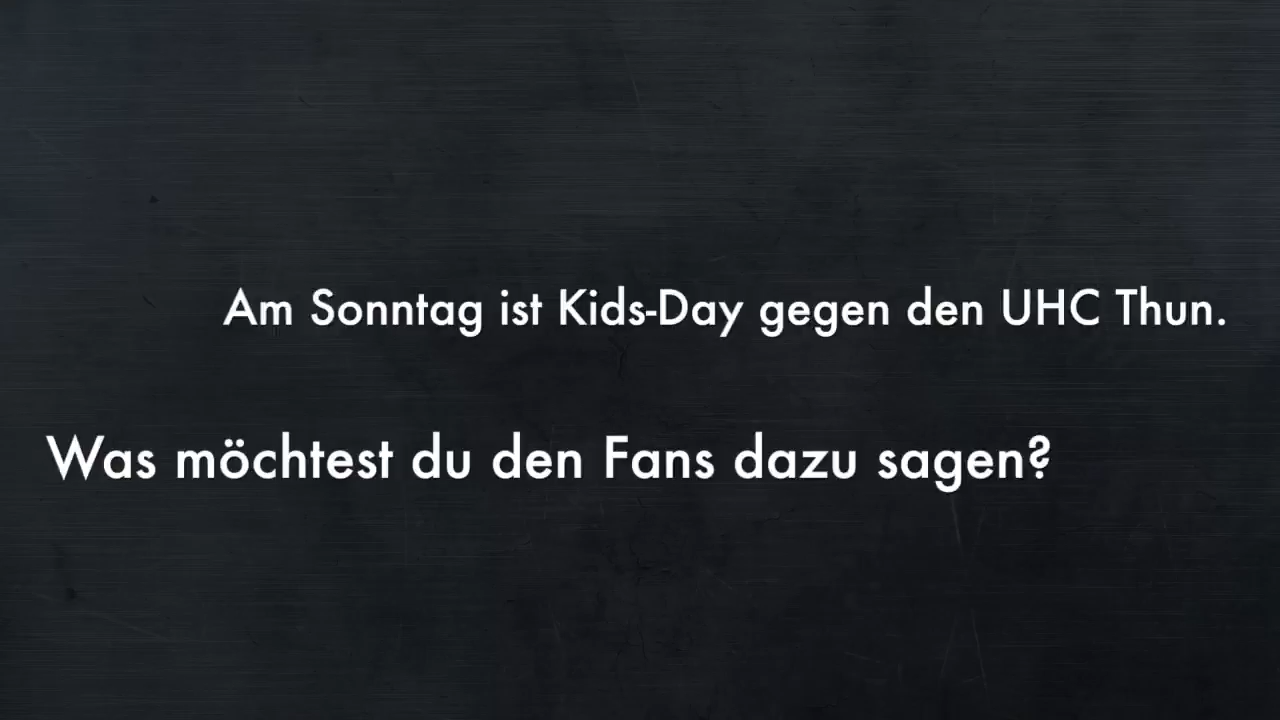 Am Sonntag ist Kids-Day gegen den UHC Thun.
Was möchtest du den Fans dazu sagen?